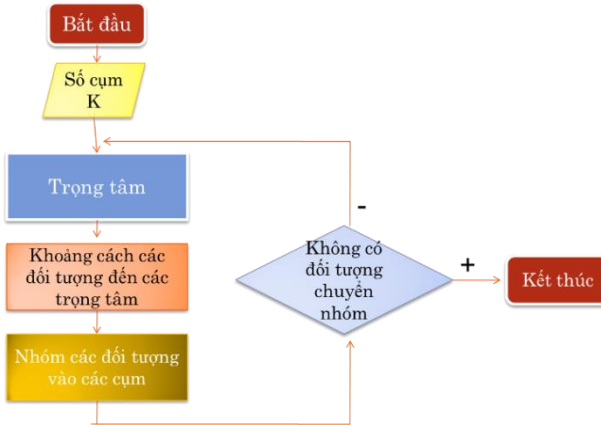 Bắt đầu
Số cụm
K
Trọng tâm
Khoảng cách các
đối tượng đến các
trọng tâm
Nhóm các đối tượng
vào các cụm
-
Không có
đối tượng
chuyển
nhóm
+
Kết thúc